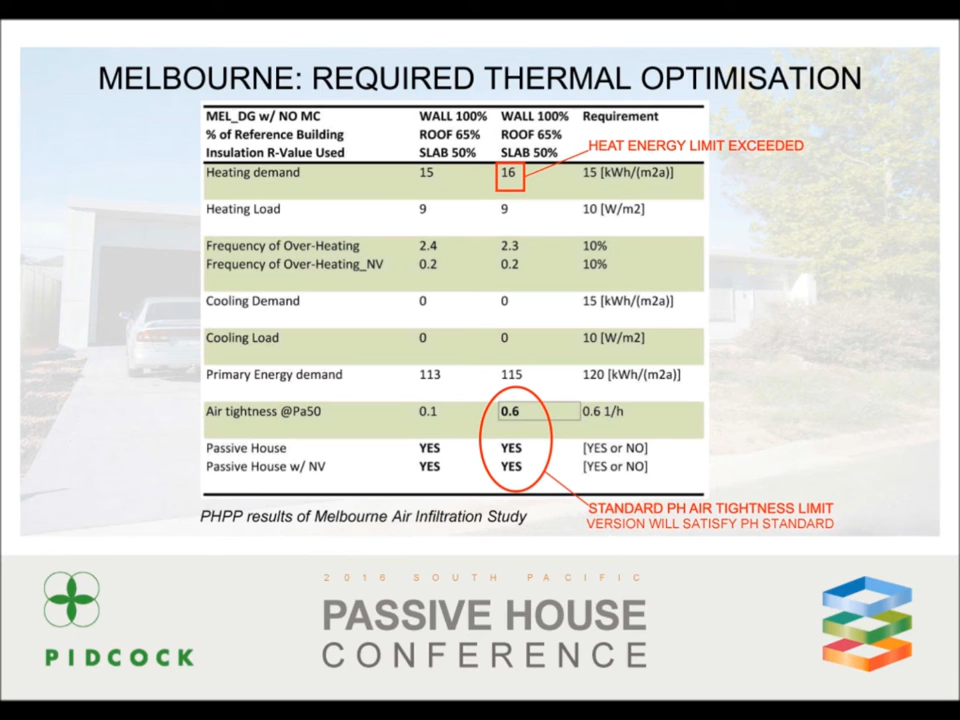 MELBOURNE: REQUIRED THERMAL OPTIMISATION
MEL_DG w/ NO MC WALL 100% WALL 100% Requirement
% of Reference Building ROOF 65% ROOF 65%
Insulation R-Value Used SLAB 50% SLAB 50%
HEAT ENERGY LIMIT EXCEEDED
Heating demand 15 16 15 [kWh/(m2a)]
Heating Load 9 9 10 [W/m2]
Frequency of Over-Heating 2.4 2.3 10%
Frequency of Over-Heating_NV 0.2 0.2 10%
Cooling Demand 0 0 15 [kWh/(m2a)]
Cooling Load 0 0 10 [W/m2]
Primary Energy demand 113 115 120 [kWh/(m2a)]
Air tightness @Pa50 0.1 0.6 0.6 1/h
Passive House YES YES [YES or NO]
Passive House w/ NV YES YES [YES or NO]
PHPP results of Melbourne Air Infiltration Study
STANDARD PH AIR TIGHTNESS LIMIT
VERSION WILL SATISFY PH STANDARD
2016 SOUTH PACIFIC
PASSIVE HOUSE
CONFERENCE
PIDCOCK